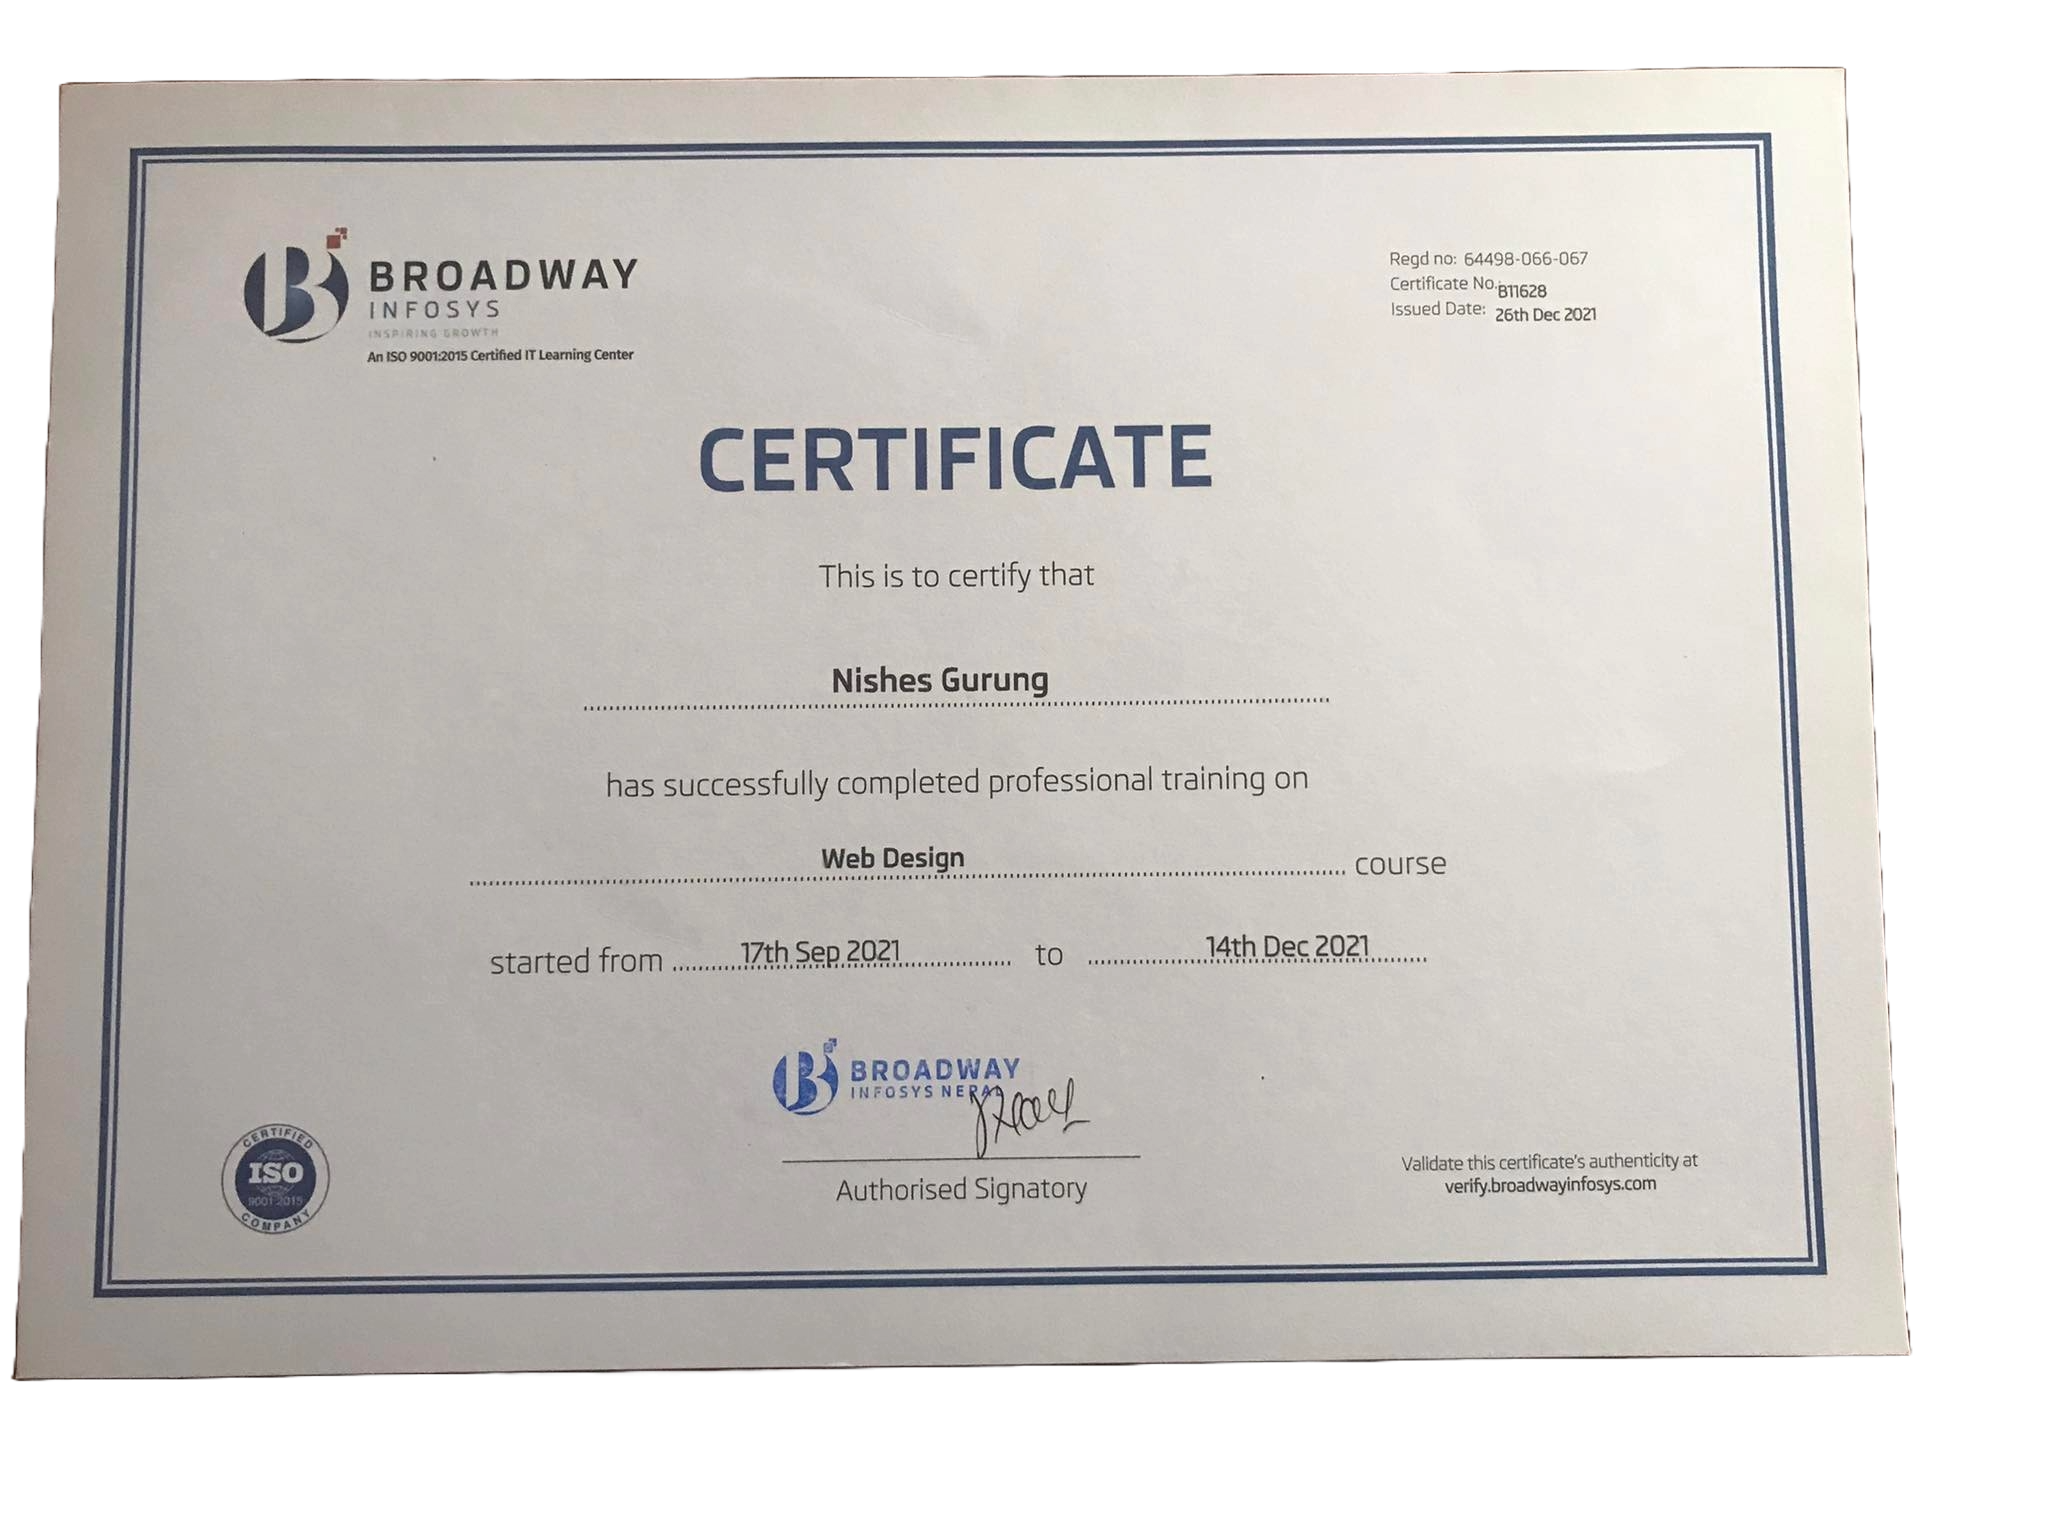 BROADWAY
INFOSYS
INSPIRING GROWTH
An ISO 9001:2015 Certified IT Learning Center
Regd no: 64498-066-067
Certificate No.: B11628
Issued Date: 26th Dec 2021
CERTIFICATE
This is to certify that
Nishes Gurung
has successfully completed professional training on
Web Design course
started from 17th Sep 2021 to 14th Dec 2021
BROADWAY
INFOSYS NEPAL
Authorised Signatory
CERTIFIED
ISO
9001:2015
COMPANY
Validate this certificate's authenticity at
verify.broadwayinfosys.com